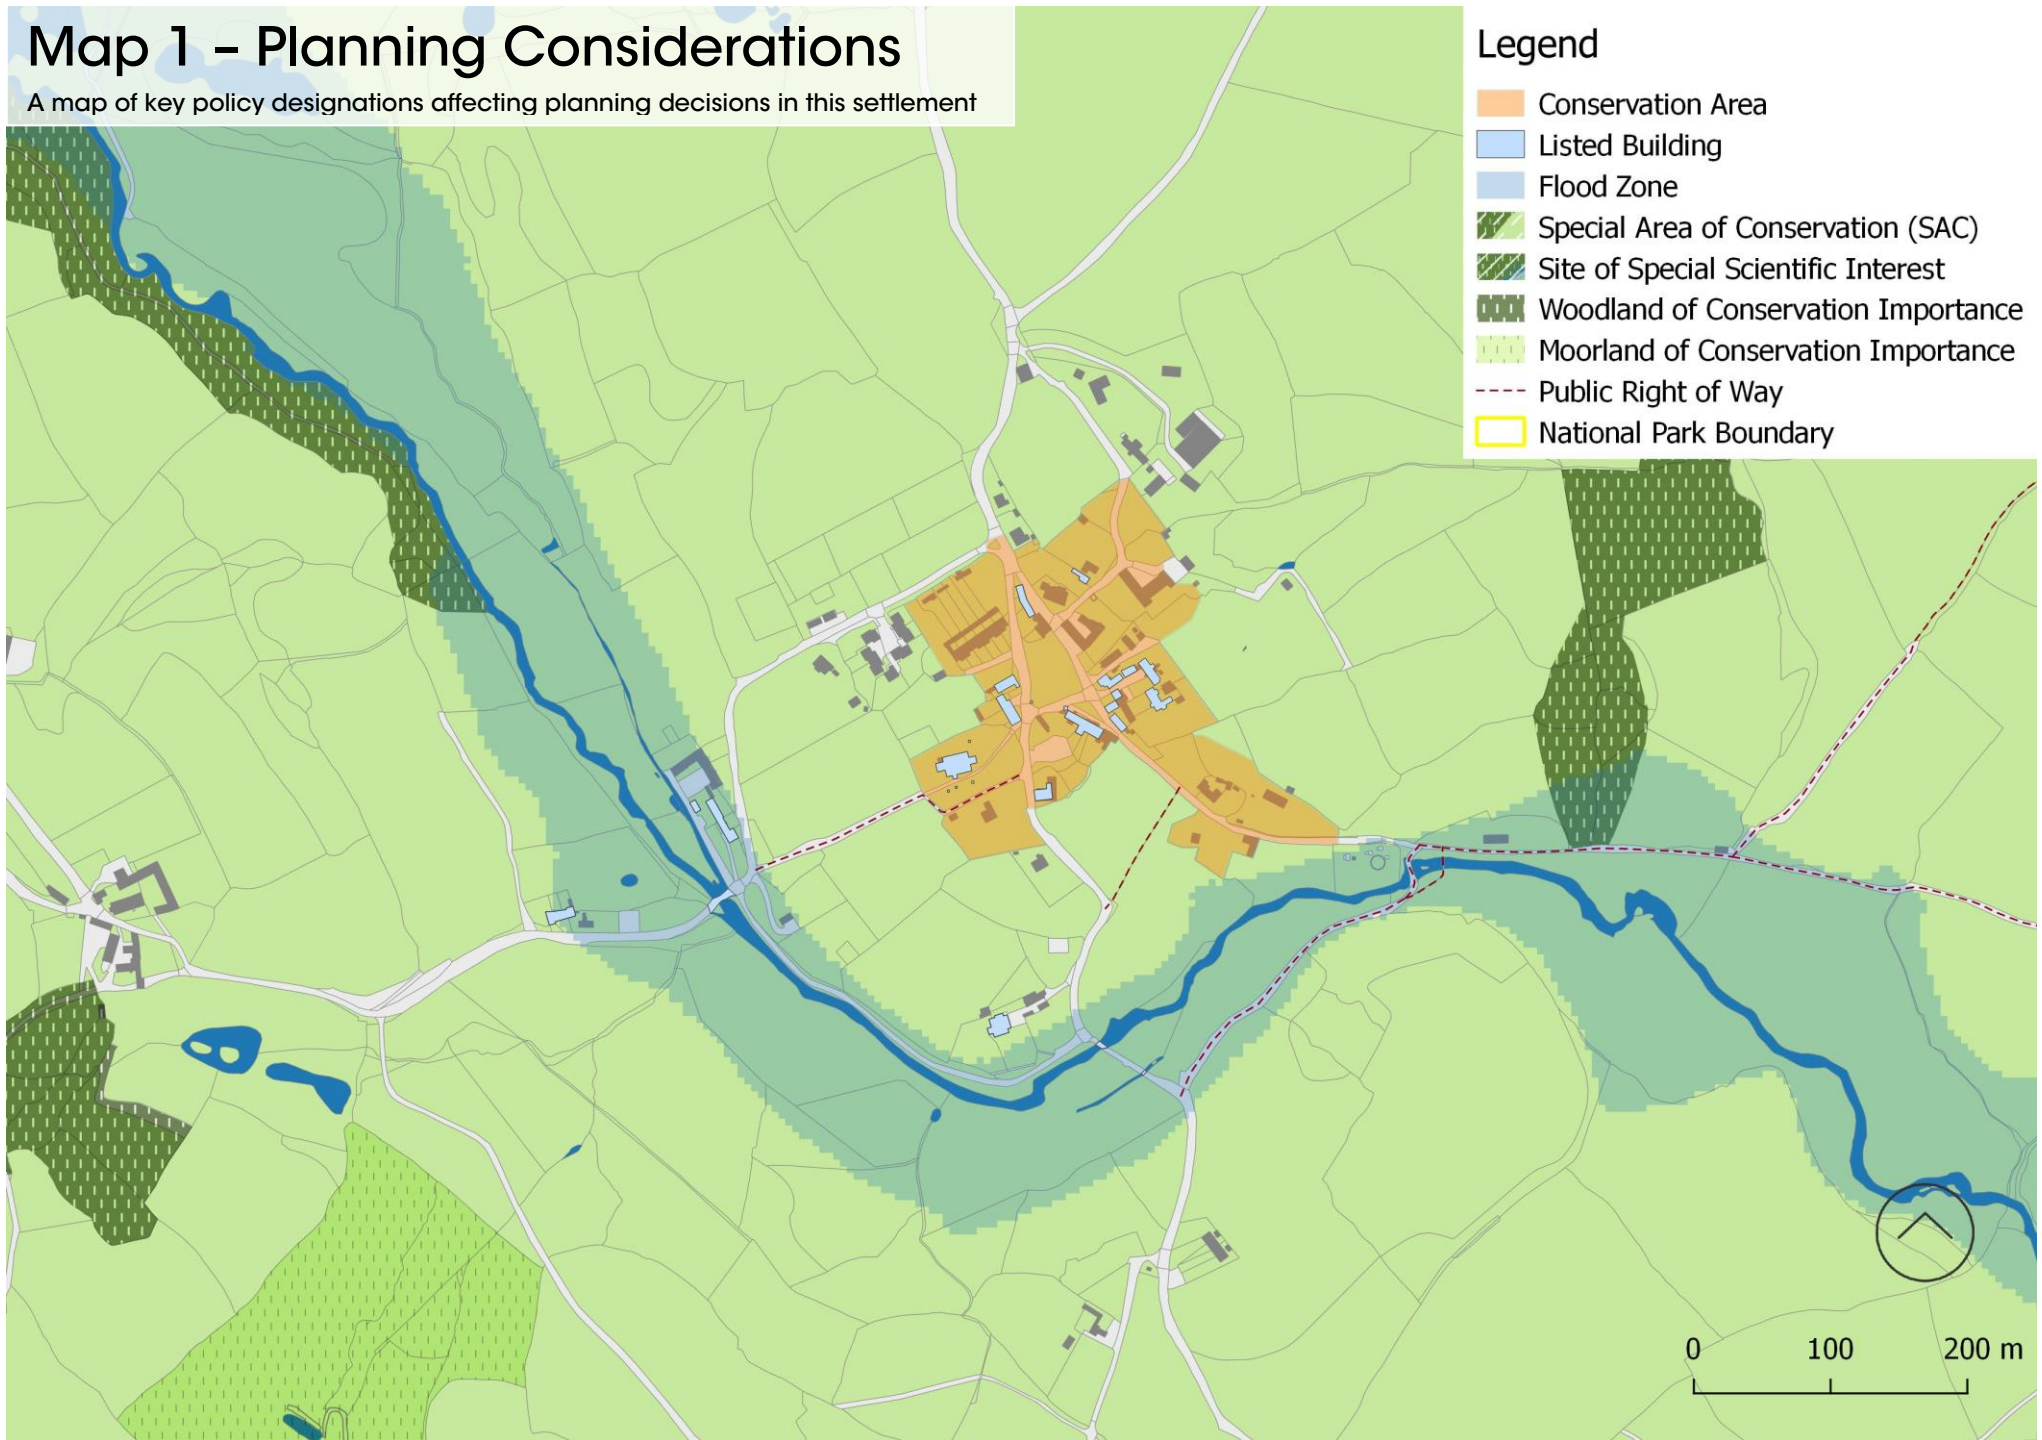 Map 1 – Planning Considerations
A map of key policy designations affecting planning decisions in this settlement
Legend
Conservation Area
Listed Building
Flood Zone
Special Area of Conservation (SAC)
Site of Special Scientific Interest
Woodland of Conservation Importance
Moorland of Conservation Importance
Public Right of Way
National Park Boundary
0 100 200 m